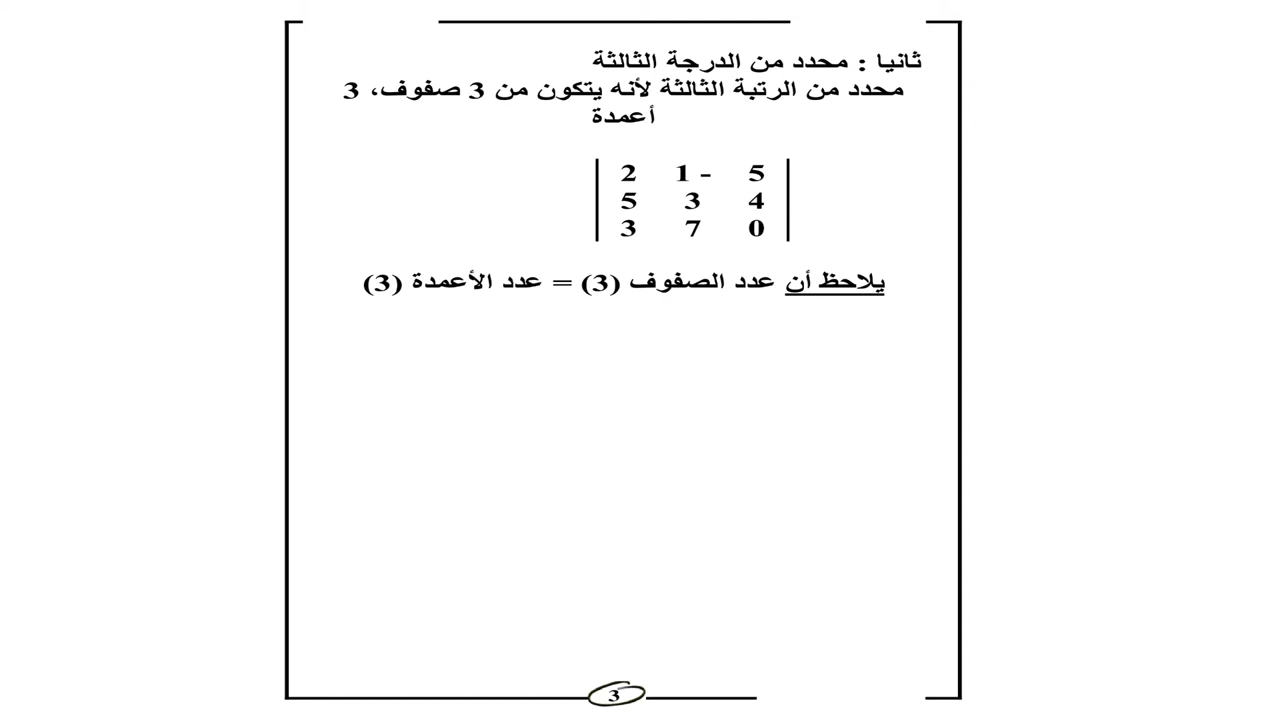 ثانيا : محدد من الدرجة الثالثة
محدد من الرتبة الثالثة لأنه يتكون من 3 صفوف، 3
أعمدة
2 1- 5
5 3 4
3 7 0
يلاحظ أن عدد الصفوف (3) = عدد الأعمدة (3)
3